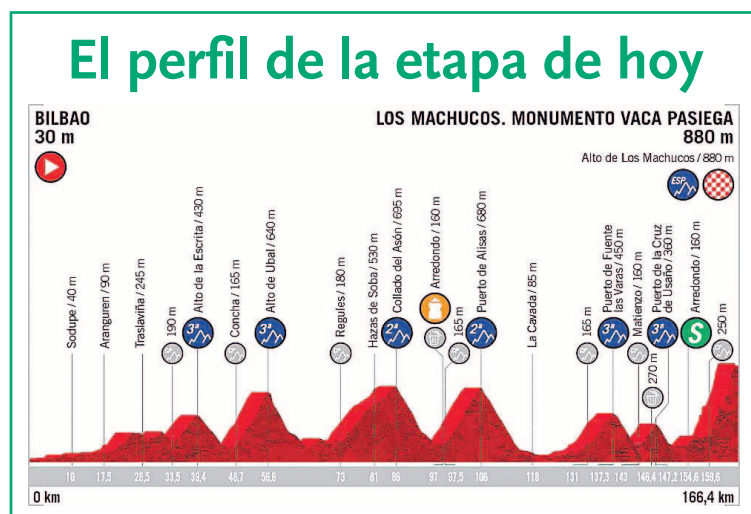 El perfil de la etapa de hoy
BILBAO
30 m
LOS MACHUCOS. MONUMENTO VACA PASIEGA
880 m
Alto de Los Machucos / 880 m
ESP.
Sodupe / 40 m
Aranguren / 90 m
Traslaviña / 245 m
190 m
Alto de la Escrita / 430 m
3ª
Concha / 165 m
Alto de Ubal / 640 m
3ª
Regules / 180 m
Hazas de Soba / 530 m
Collado del Asón / 695 m
2ª
Arredondo / 160 m
165 m
Puerto de Alisas / 680 m
2ª
La Cavada / 85 m
165 m
Puerto de Fuente
las Varas / 450 m
3ª
Matienzo / 160 m
270 m
Puerto de la Cruz
de Usaño / 360 m
3ª
Arredondo / 160 m
S
250 m
10 17,5 26,5 33,5 39,4 48,7 56,6 73 81 86 97 97,5 106 118 131 137,3 143 146,4 147,2 154,6 159,6
0 km
166,4 km